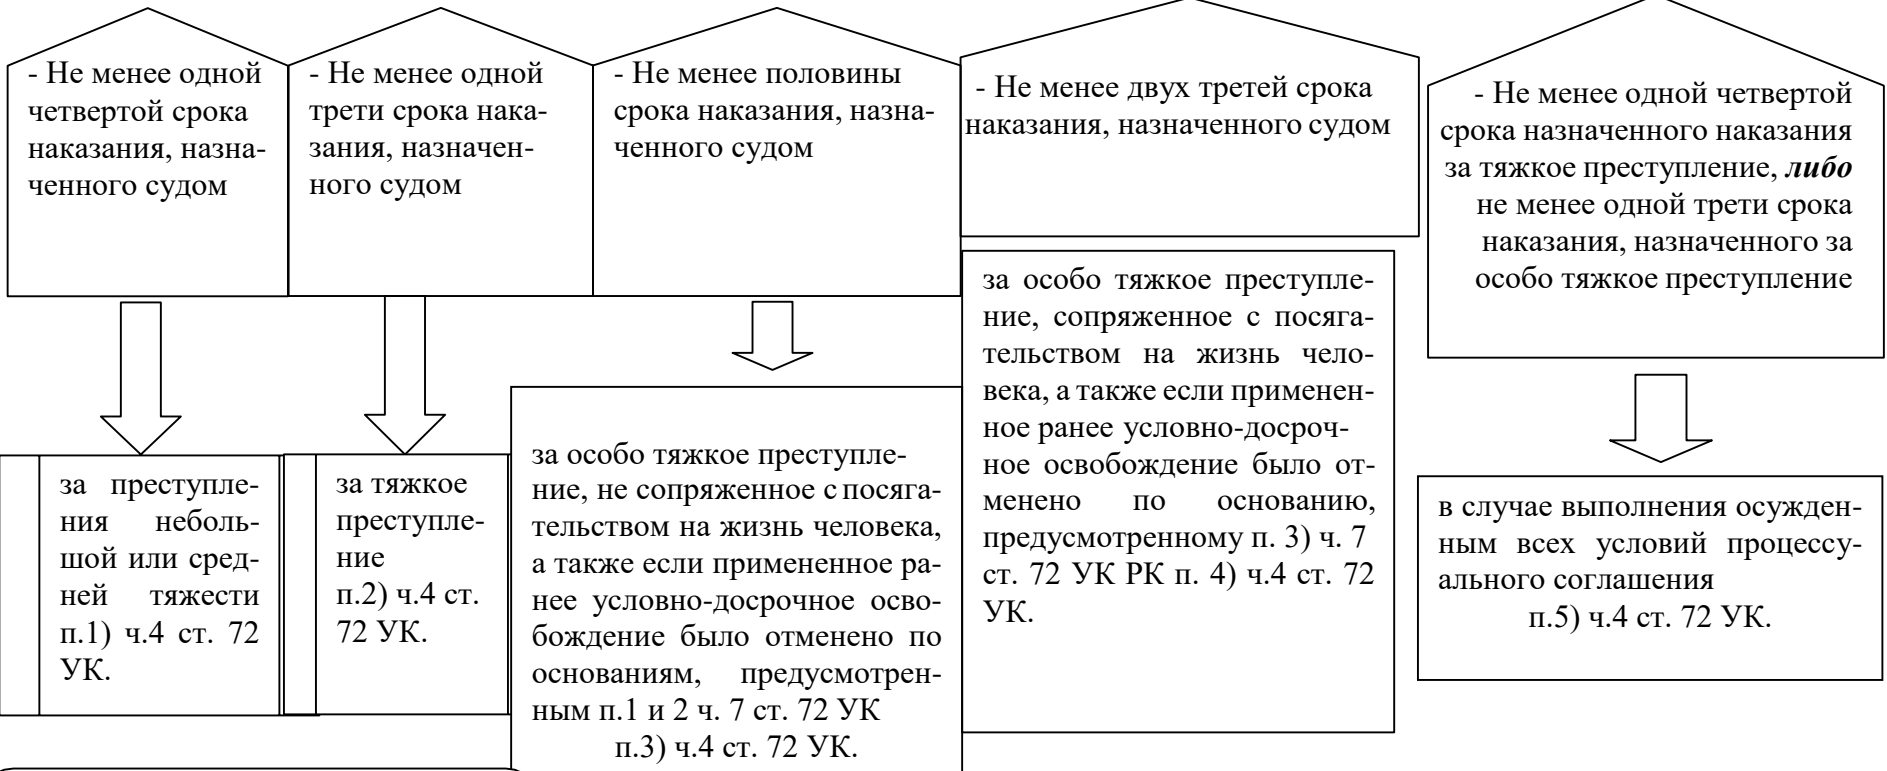 - Не менее одной
четвертой срока
наказания, назна-
ченного судом
- Не менее одной
трети срока нака-
зания, назначен-
ного судом
- Не менее половины
срока наказания, назна-
ченного судом
- Не менее двух третей срока
наказания, назначенного судом
- Не менее одной четвертой
срока назначенного наказания
за тяжкое преступление, либо
не менее одной трети срока
наказания, назначенного за
особо тяжкое преступление
за преступле-
ния неболь-
шой или сред-
ней тяжести
п.1) ч.4 ст. 72
УК.
за тяжкое
преступле-
ние
п.2) ч.4 ст.
72 УК.
за особо тяжкое преступле-
ние, не сопряженное с посяга-
тельством на жизнь человека,
а также если примененное ра-
нее условно-досрочное осво-
бождение было отменено по
основаниям, предусмотрен-
ным п.1 и 2 ч. 7 ст. 72 УК
п.3) ч.4 ст. 72 УК.
за особо тяжкое преступле-
ние, сопряженное с посяга-
тельством на жизнь чело-
века, а также если применен-
ное ранее условно-досроч-
ное освобождение было от-
менено по основанию,
предусмотренному п. 3) ч. 7
ст. 72 УК РК п. 4) ч.4 ст. 72
УК.
в случае выполнения осужден-
ным всех условий процессу-
ального соглашения
п.5) ч.4 ст. 72 УК.